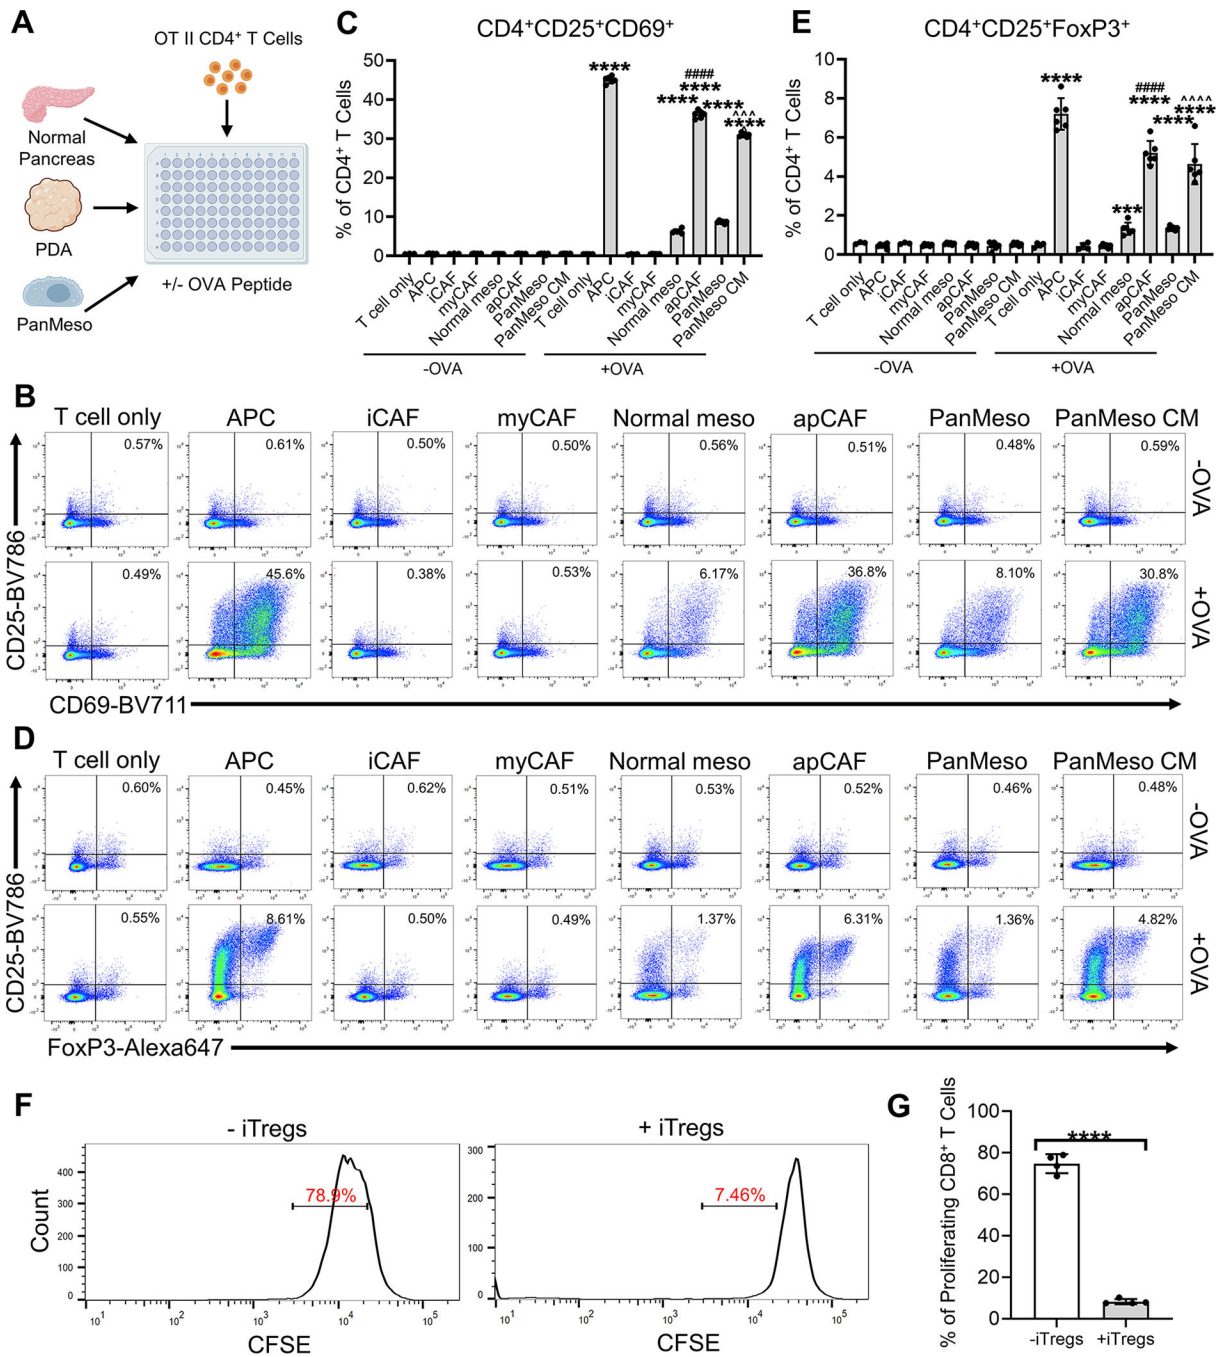 A
OT II CD4⁺ T Cells
Normal
Pancreas
PDA
PanMeso
+/- OVA Peptide
C
CD4⁺CD25⁺CD69⁺
% of CD4⁺ T Cells
50
40
30
20
10
0
****
****
####
****
****
^^^
****
T cell only
APC
iCAF
myCAF
Normal meso
apCAF
PanMeso
PanMeso CM
T cell only
APC
iCAF
myCAF
Normal meso
apCAF
PanMeso
PanMeso CM
-OVA
+OVA
E
CD4⁺CD25⁺FoxP3⁺
% of CD4⁺ T Cells
10
8
6
4
2
0
****
***
####
****
****
^^^^
****
T cell only
APC
iCAF
myCAF
Normal meso
apCAF
PanMeso
PanMeso CM
T cell only
APC
iCAF
myCAF
Normal meso
apCAF
PanMeso
PanMeso CM
-OVA
+OVA
B
T cell only APC iCAF myCAF Normal meso apCAF PanMeso PanMeso CM
0.57% 0.61% 0.50% 0.50% 0.56% 0.51% 0.48% 0.59%
-OVA
0.49% 45.6% 0.38% 0.53% 6.17% 36.8% 8.10% 30.8%
+OVA
CD25-BV786
CD69-BV711
D
T cell only APC iCAF myCAF Normal meso apCAF PanMeso PanMeso CM
0.60% 0.45% 0.62% 0.51% 0.53% 0.52% 0.46% 0.48%
-OVA
0.55% 8.61% 0.50% 0.49% 1.37% 6.31% 1.36% 4.82%
+OVA
CD25-BV786
FoxP3-Alexa647
F
- iTregs
Count
400
300
200
100
0
78.9%
10¹ 10² 10³ 10⁴ 10⁵
CFSE
+ iTregs
300
200
100
0
7.46%
10¹ 10² 10³ 10⁴ 10⁵
CFSE
G
% of Proliferating CD8⁺ T Cells
100
80
60
40
20
0
****
-iTregs +iTregs